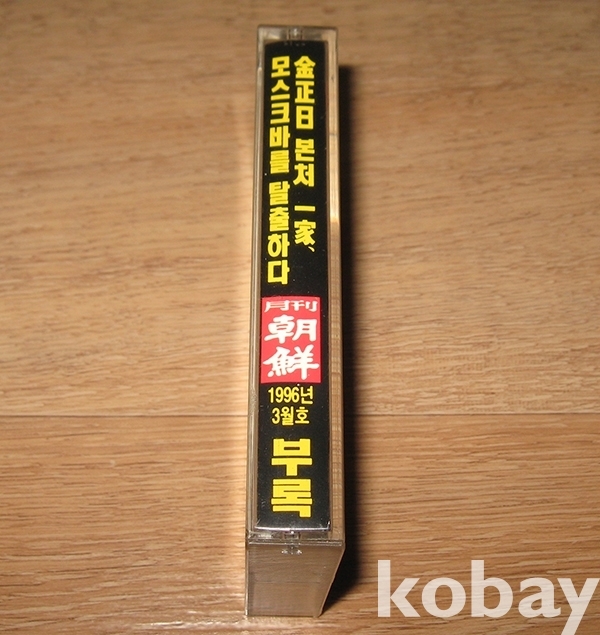 金正日 본처 一家、
모스크바를 탈출하다
月刊
朝鮮
1996년
3월호
부록
kobay